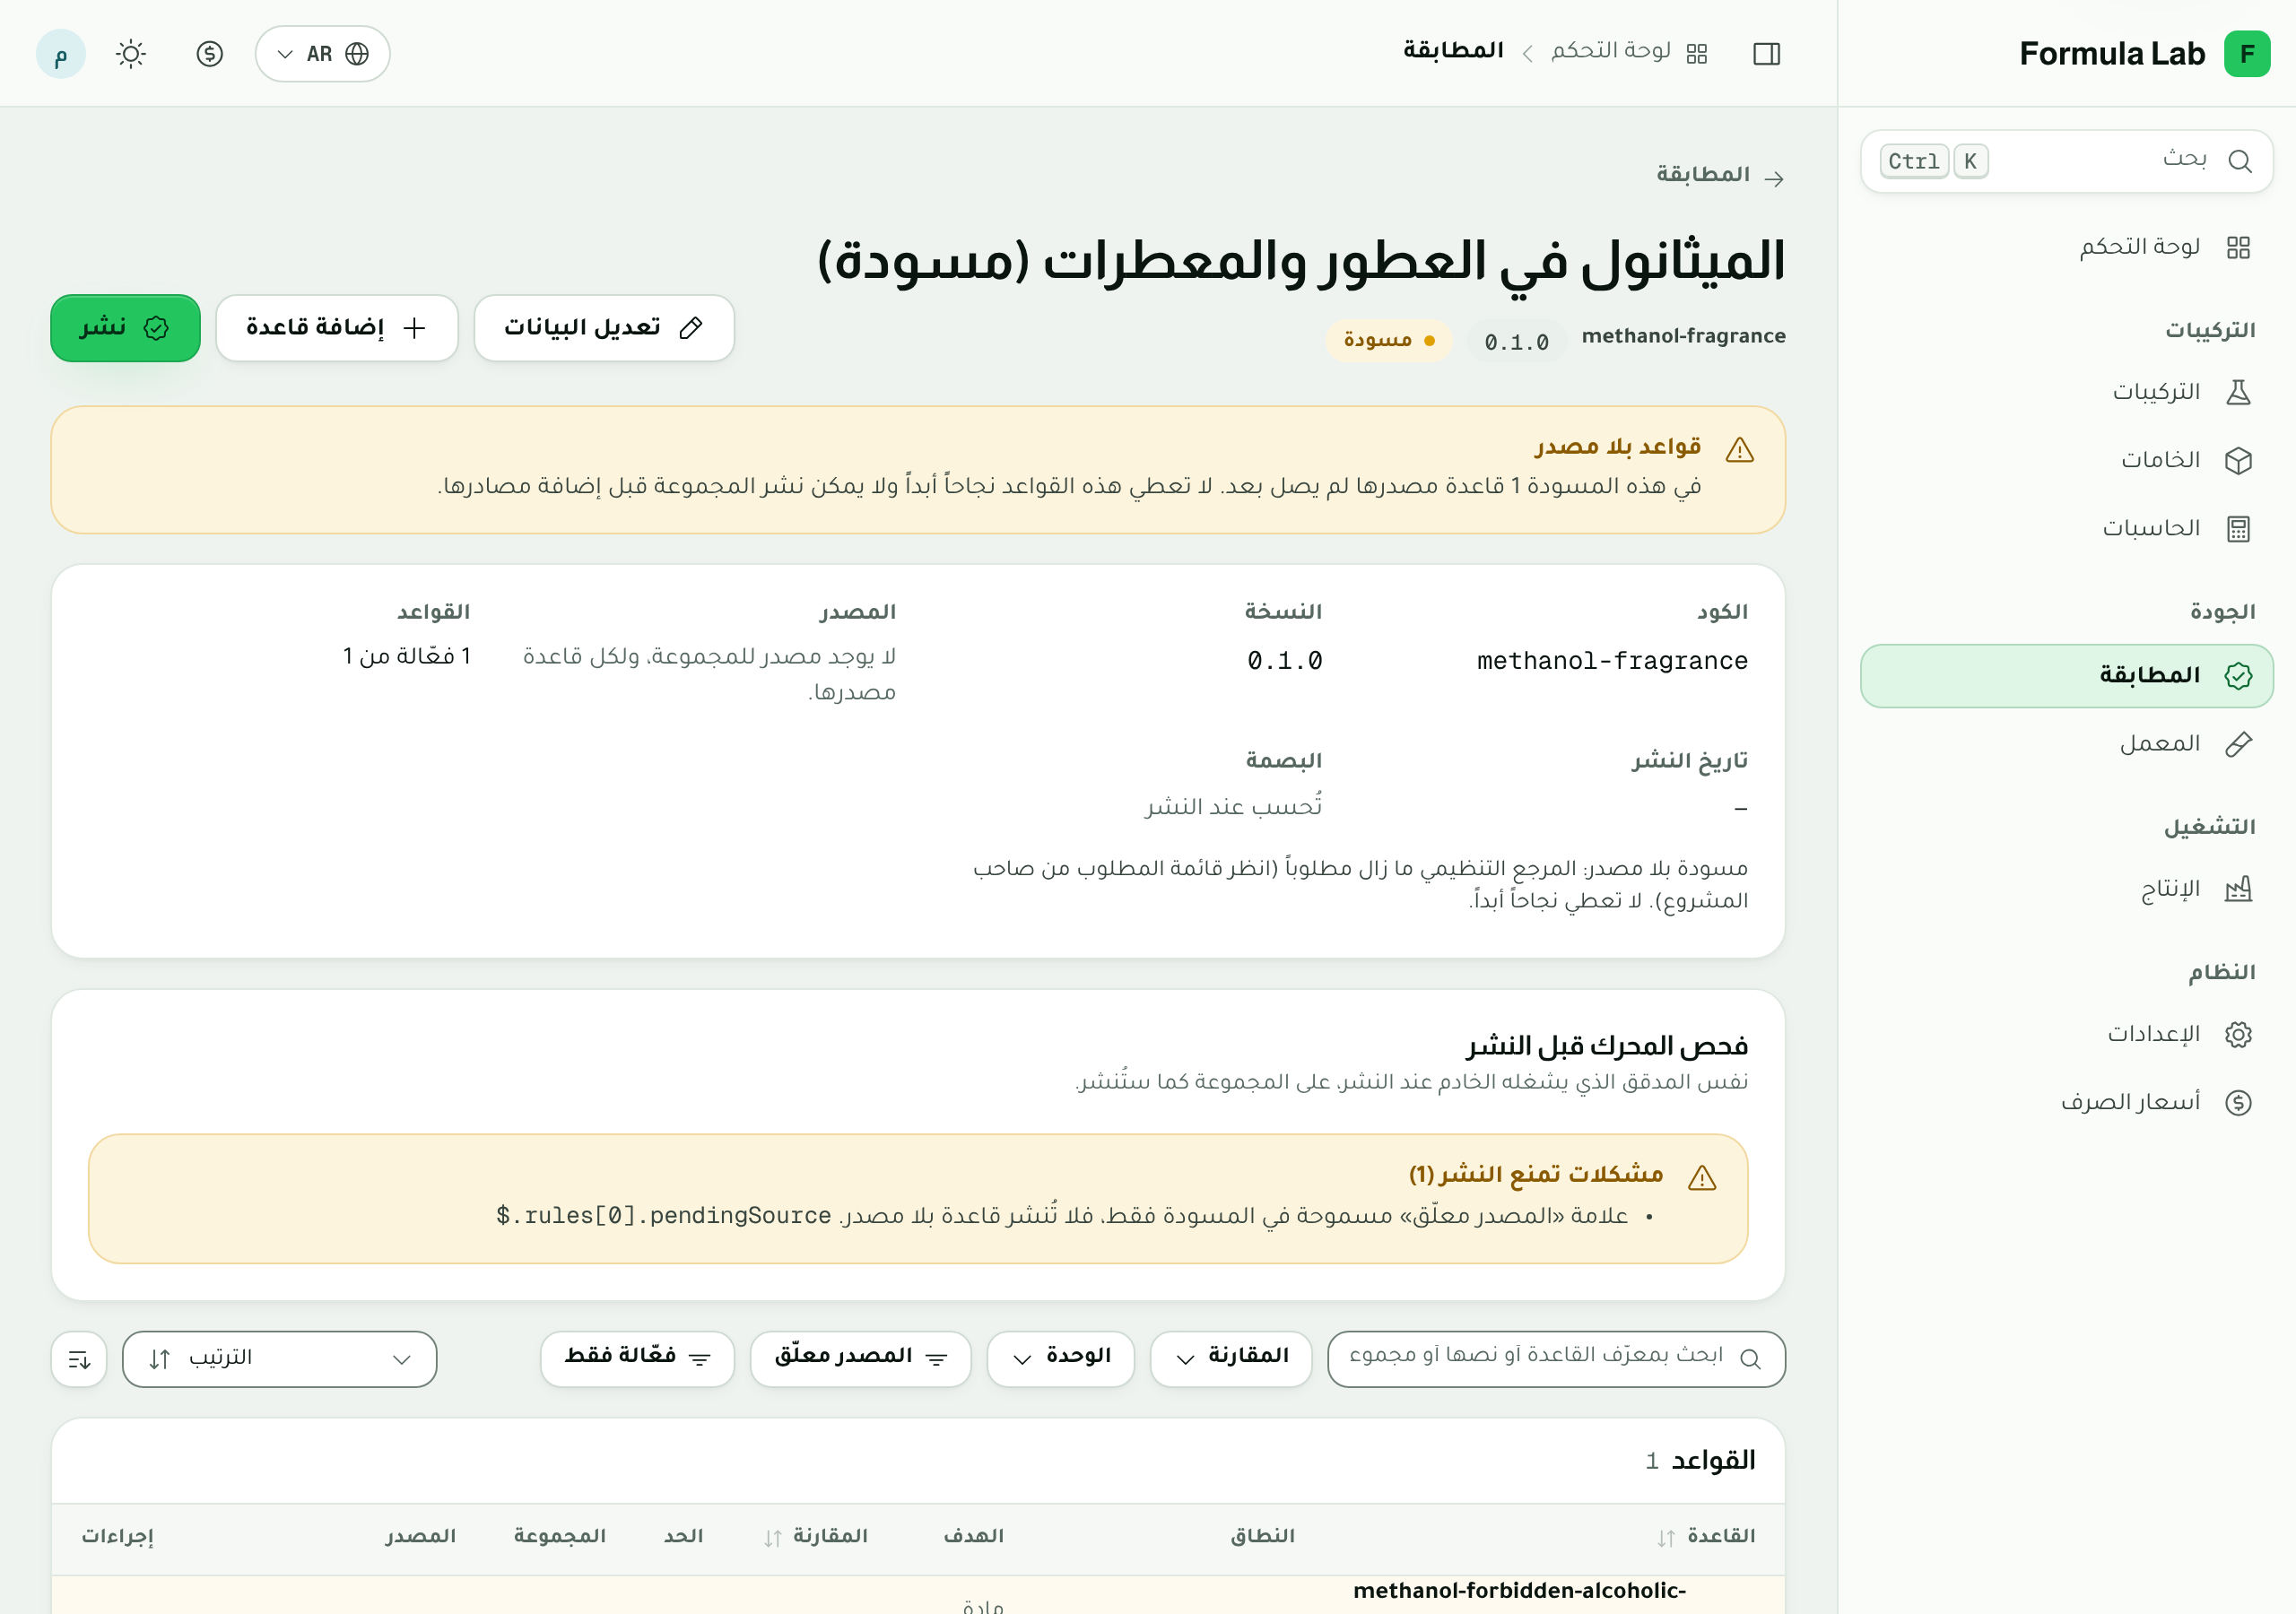 F Formula Lab
لوحة التحكم
المطابقة
AR
م
بحث
Ctrl K
لوحة التحكم
التركيبات
التركيبات
الخامات
الحاسبات
الجودة
المطابقة
المعمل
التشغيل
الإنتاج
النظام
الإعدادات
أسعار الصرف
المطابقة
الميثانول في العطور والمعطرات (مسودة)
methanol-fragrance
0.1.0
مسودة
تعديل البيانات
إضافة قاعدة
نشر
قواعد بلا مصدر
في هذه المسودة 1 قاعدة مصدرها لم يصل بعد. لا تعطي هذه القواعد نجاحاً أبداً ولا يمكن نشر المجموعة قبل إضافة مصادرها.
الكود
methanol-fragrance
النسخة
0.1.0
المصدر
لا يوجد مصدر للمجموعة، ولكل قاعدة
مصدرها.
القواعد
1 فعّالة من 1
تاريخ النشر
–
البصمة
تُحسب عند النشر
مسودة بلا مصدر: المرجع التنظيمي ما زال مطلوباً (انظر قائمة المطلوب من صاحب
المشروع). لا تعطي نجاحاً أبداً.
فحص المحرك قبل النشر
نفس المدقق الذي يشغله الخادم عند النشر، على المجموعة كما ستُنشر.
مشكلات تمنع النشر (1)
• علامة «المصدر معلّق» مسموحة في المسودة فقط، فلا تُنشر قاعدة بلا مصدر. $.rules[0].pendingSource
ابحث بمعرّف القاعدة أو نصها أو مجموع
المقارنة
الوحدة
المصدر معلّق
فعّالة فقط
الترتيب
القواعد 1
القاعدة
النطاق
الهدف
المقارنة
الحد
المجموعة
المصدر
إجراءات
methanol-forbidden-alcoholic-
مادة